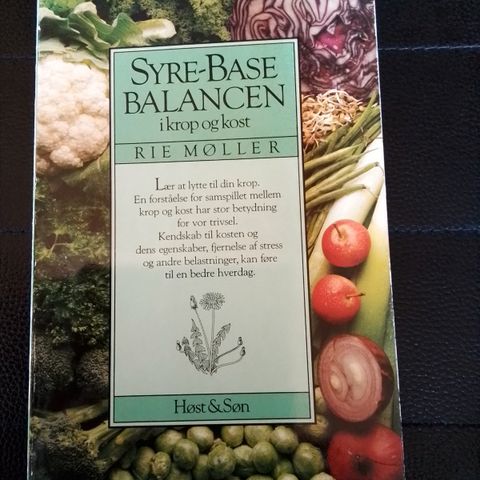 SYRE-BASE
BALANCEN
i krop og kost
RIE MØLLER
Lær at lytte til din krop.
En forståelse for samspillet mellem
krop og kost har stor betydning
for vor trivsel.
Kendskab til kosten og
dens egenskaber, fjernelse af stress
og andre belastninger, kan føre
til en bedre hverdag.
Høst & Søn